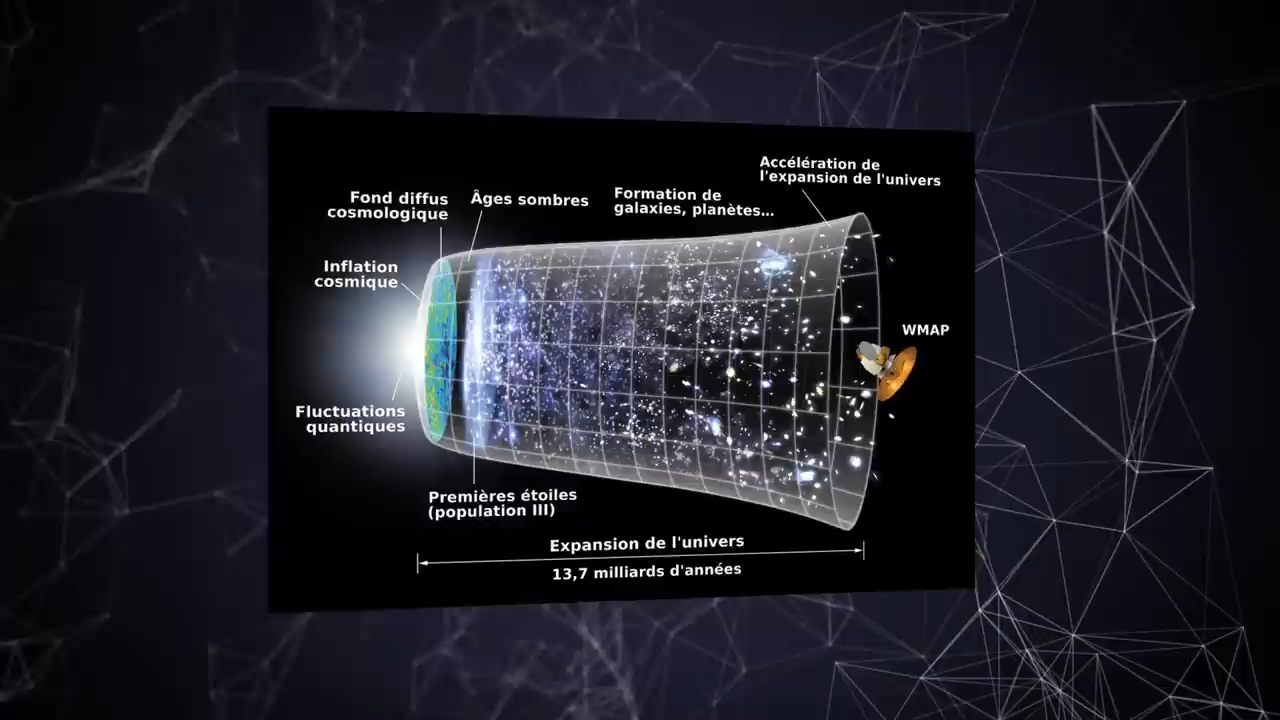 Accélération de
l'expansion de l'univers
Fond diffus
cosmologique
Âges sombres
Formation de
galaxies, planètes...
Inflation
cosmique
WMAP
Fluctuations
quantiques
Premières étoiles
(population III)
Expansion de l'univers
13,7 milliards d'années